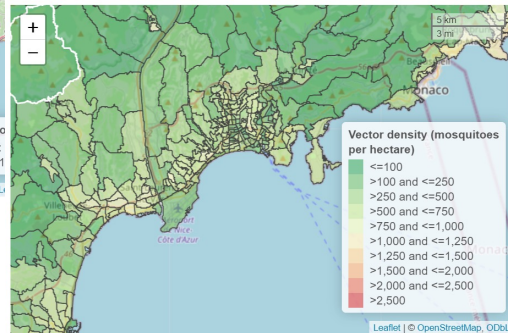 +
−
5 km
3 mi
Monaco
Nice
Côte d'Azur
Vector density (mosquitoes
per hectare)
<=100
>100 and <=250
>250 and <=500
>500 and <=750
>750 and <=1,000
>1,000 and <=1,250
>1,250 and <=1,500
>1,500 and <=2,000
>2,000 and <=2,500
>2,500
Leaflet | © OpenStreetMap, ODbL